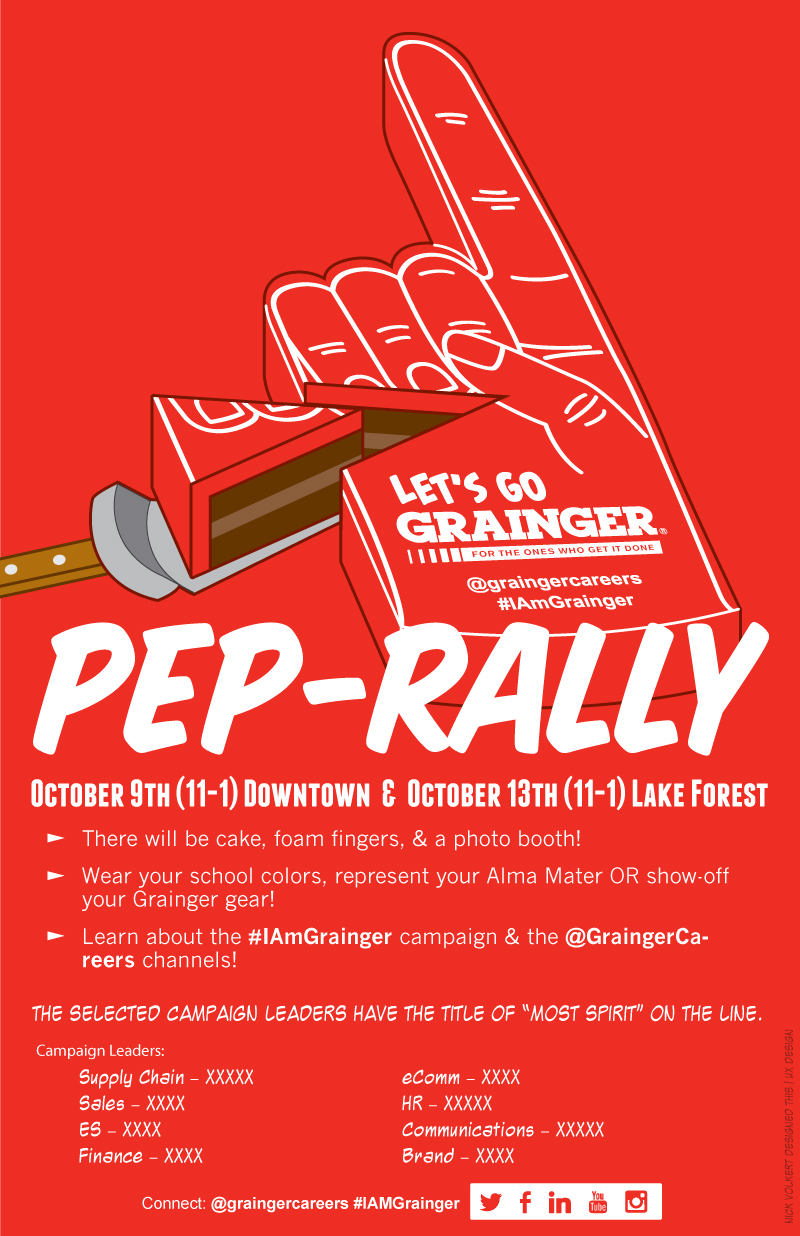 LET'S GO
GRAINGER®
FOR THE ONES WHO GET IT DONE
@graingercareers
#IAmGrainger
PEP-RALLY
OCTOBER 9TH (11-1) DOWNTOWN & OCTOBER 13TH (11-1) LAKE FOREST
► There will be cake, foam fingers, & a photo booth!
► Wear your school colors, represent your Alma Mater OR show-off
your Grainger gear!
► Learn about the #IAmGrainger campaign & the @GraingerCa-
reers channels!
THE SELECTED CAMPAIGN LEADERS HAVE THE TITLE OF “MOST SPIRIT” ON THE LINE.
Campaign Leaders:
Supply Chain – XXXXX
Sales – XXXX
ES – XXXX
Finance – XXXX
eComm – XXXX
HR – XXXXX
Communications – XXXXX
Brand – XXXX
Connect: @graingercareers #IAMGrainger
f in You Tube
NICK VOLKERT DESIGNED THIS | UX DESIGN